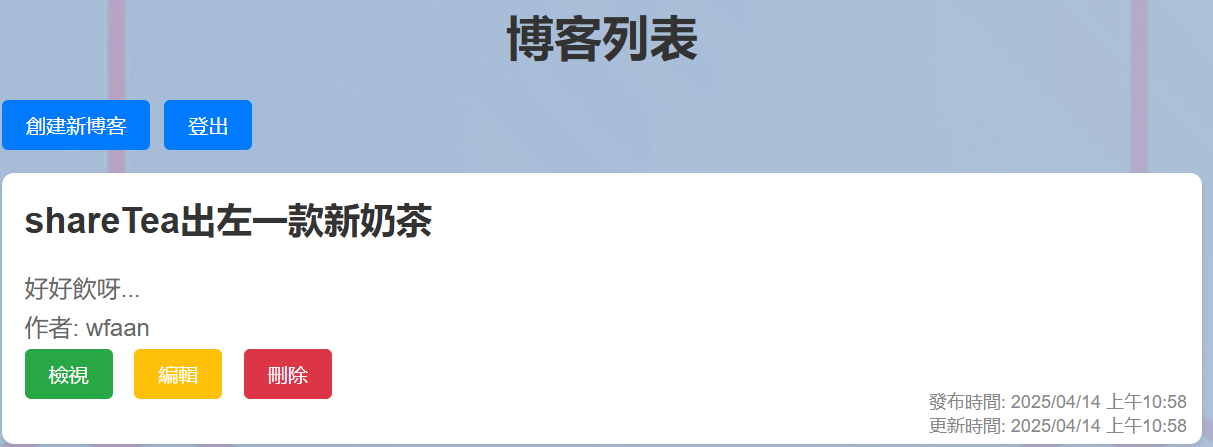 博客列表
創建新博客 登出
shareTea出左一款新奶茶
好好飲呀...
作者: wfaan
檢視 編輯 刪除
發布時間: 2025/04/14 上午10:58
更新時間: 2025/04/14 上午10:58